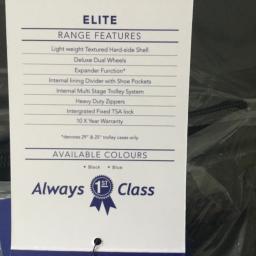 ELITE
RANGE FEATURES
Light weight Textured Hard-side Shell
Deluxe Dual Wheels
Expander Function*
Internal lining Divider with Shoe Pockets
Internal Multi Stage Trolley System
Heavy Duty Zippers
Intergrated Fixed TSA lock
10 X Year Warranty
*denotes 29" & 25" trolley cases only
AVAILABLE COLOURS
• Black • Blue
Always 1ST Class